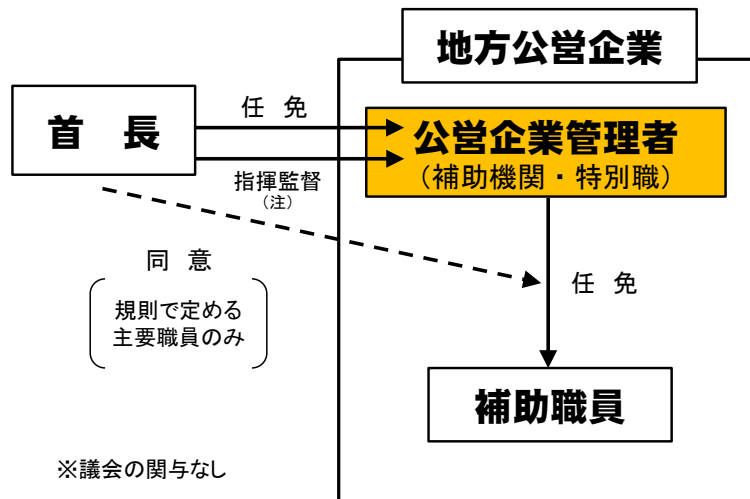 地方公営企業
首　長
任　免
公営企業管理者
（補助機関・特別職）
指揮監督
（注）
同　意
規則で定める
主要職員のみ
任　免
補助職員
※議会の関与なし